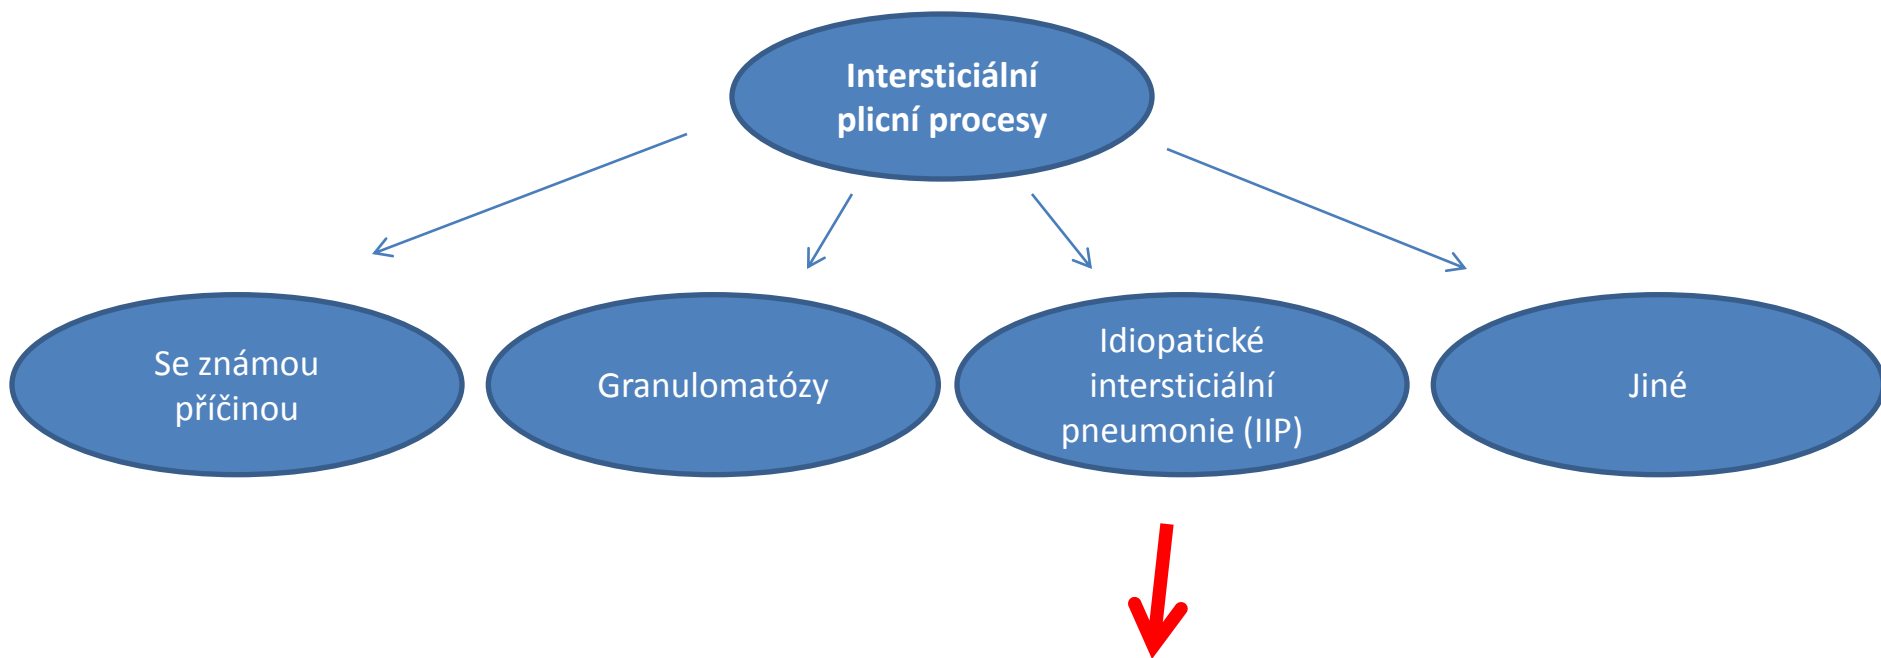 Intersticiální
plicní procesy
Se známou
příčinou
Granulomatózy
Idiopatické
intersticiální
pneumonie (IIP)
Jiné